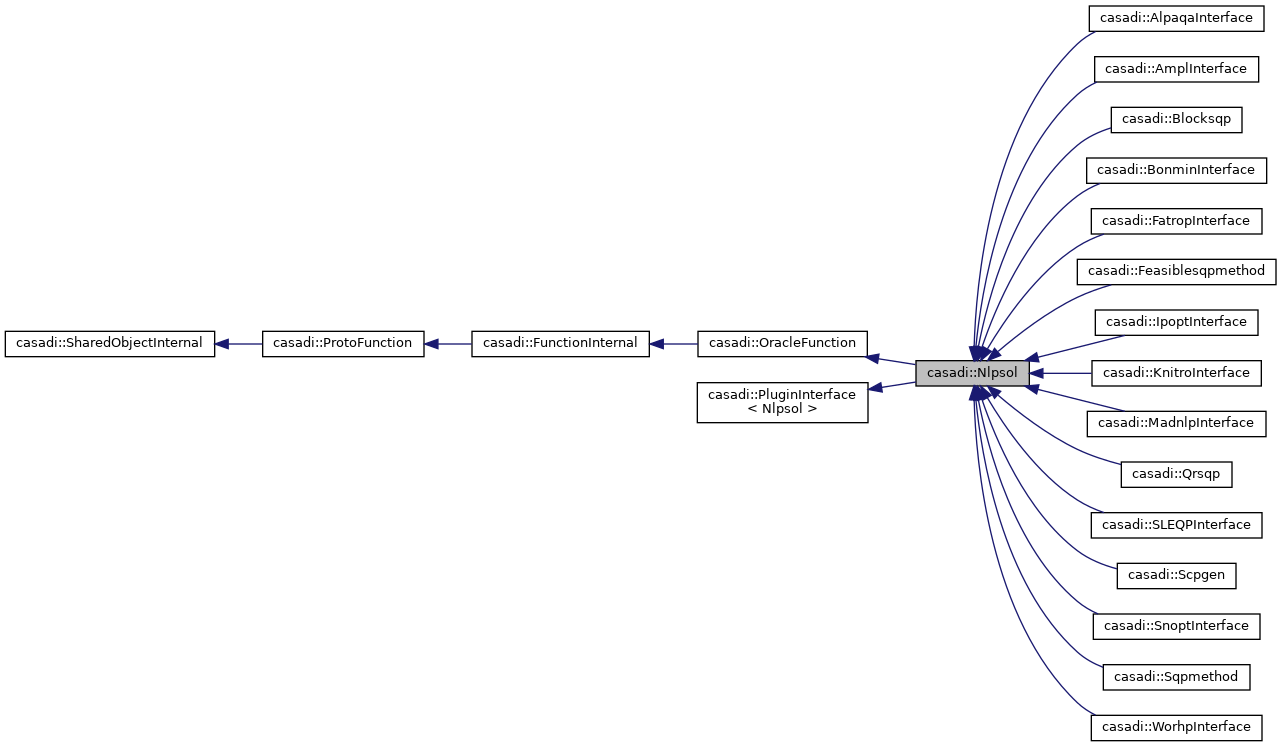 casadi::AlpaqaInterface
casadi::AmplInterface
casadi::Blocksqp
casadi::BonminInterface
casadi::FatropInterface
casadi::Feasiblesqpmethod
casadi::IpoptInterface
casadi::SharedObjectInternal
casadi::ProtoFunction
casadi::FunctionInternal
casadi::OracleFunction
casadi::Nlpsol
casadi::KnitroInterface
casadi::PluginInterface
< Nlpsol >
casadi::MadnlpInterface
casadi::Qrsqp
casadi::SLEQPInterface
casadi::Scpgen
casadi::SnoptInterface
casadi::Sqpmethod
casadi::WorhpInterface